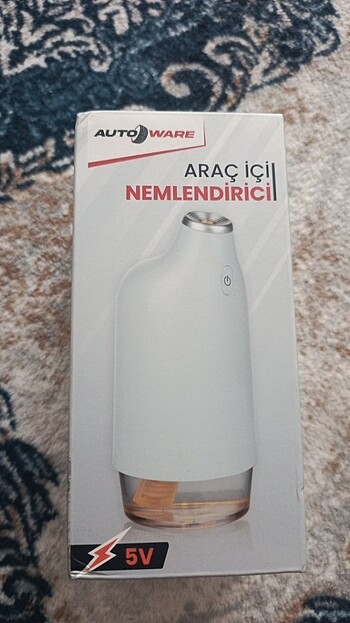 AUTO WARE
ARAÇ İÇİ
NEMLENDİRİCİ
5V